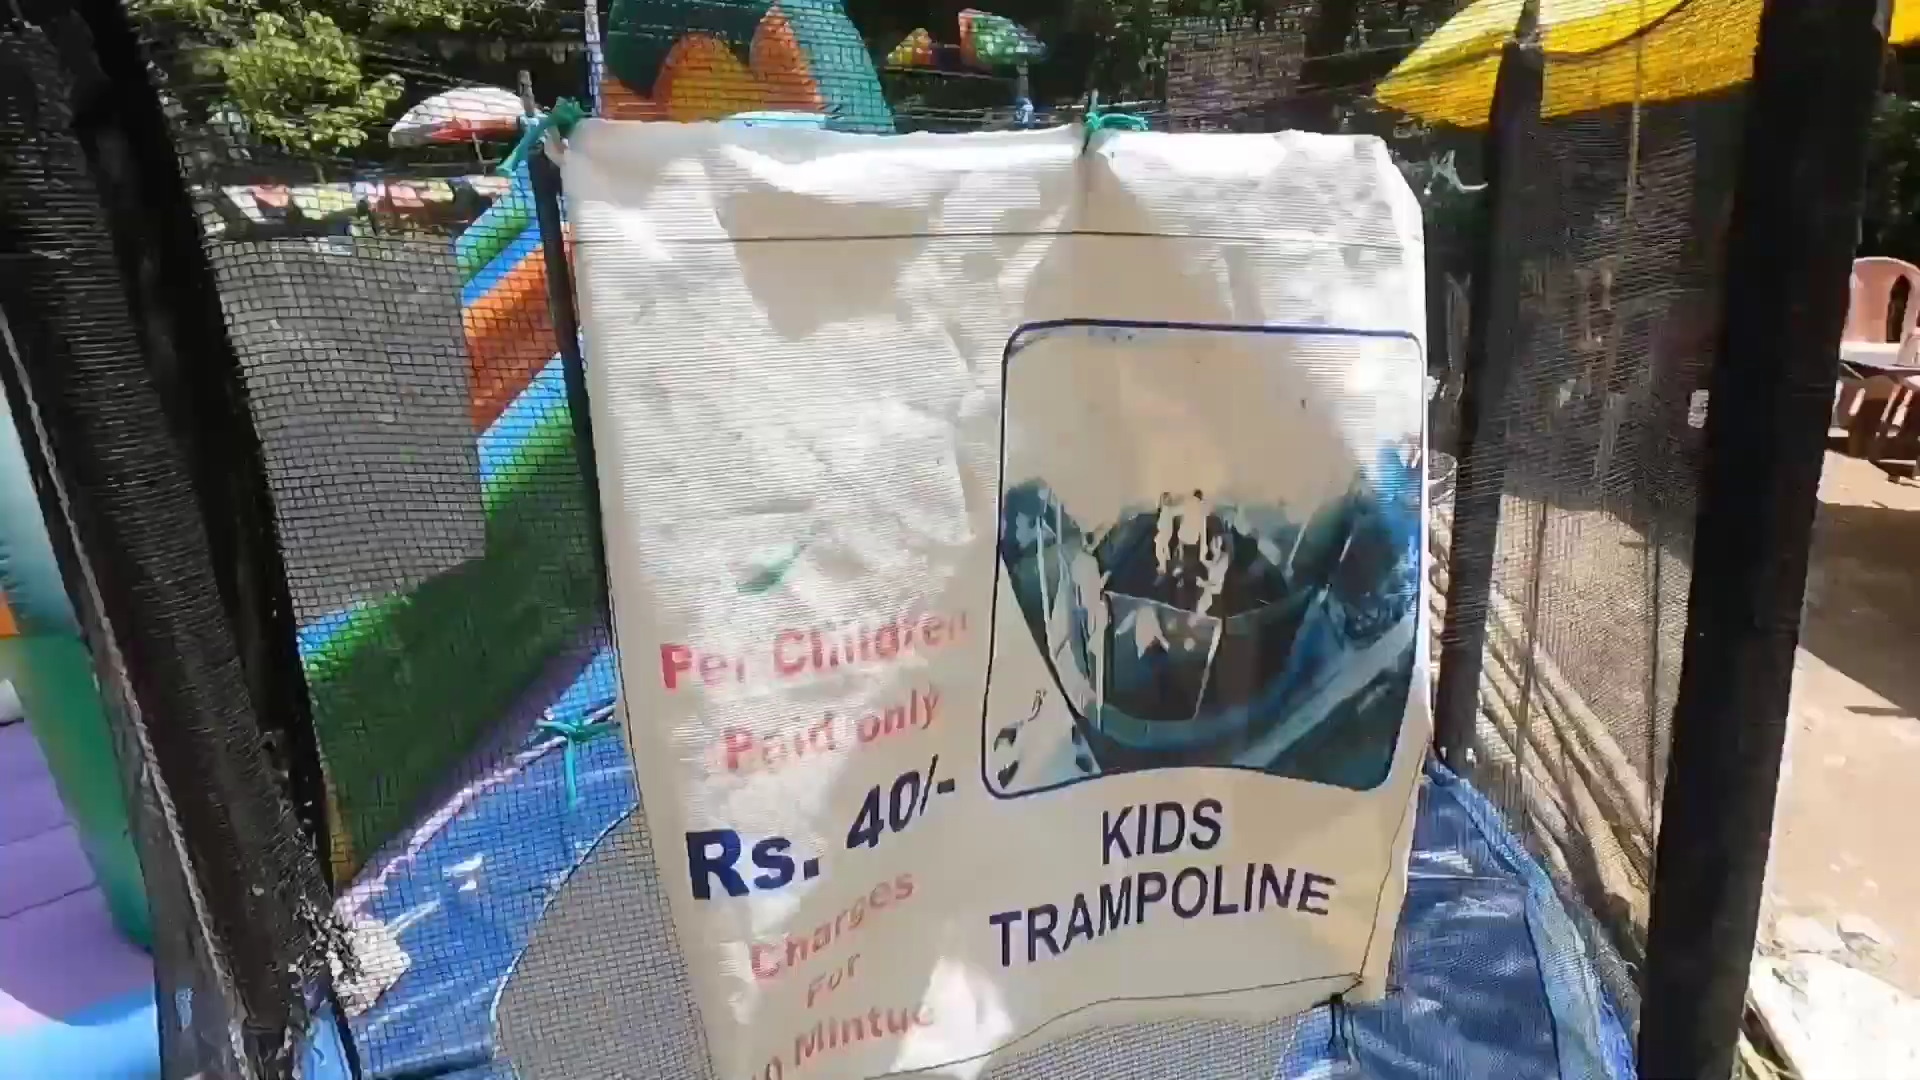 Per Children
Paid only
Rs. 40/-
Charges
For
Mintue
KIDS
TRAMPOLINE